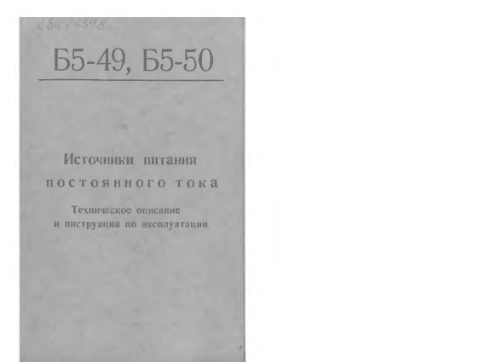 Б5-49, Б5-50
Источники питания
постоянного тока
Техническое описание
и инструкция по эксплуатации